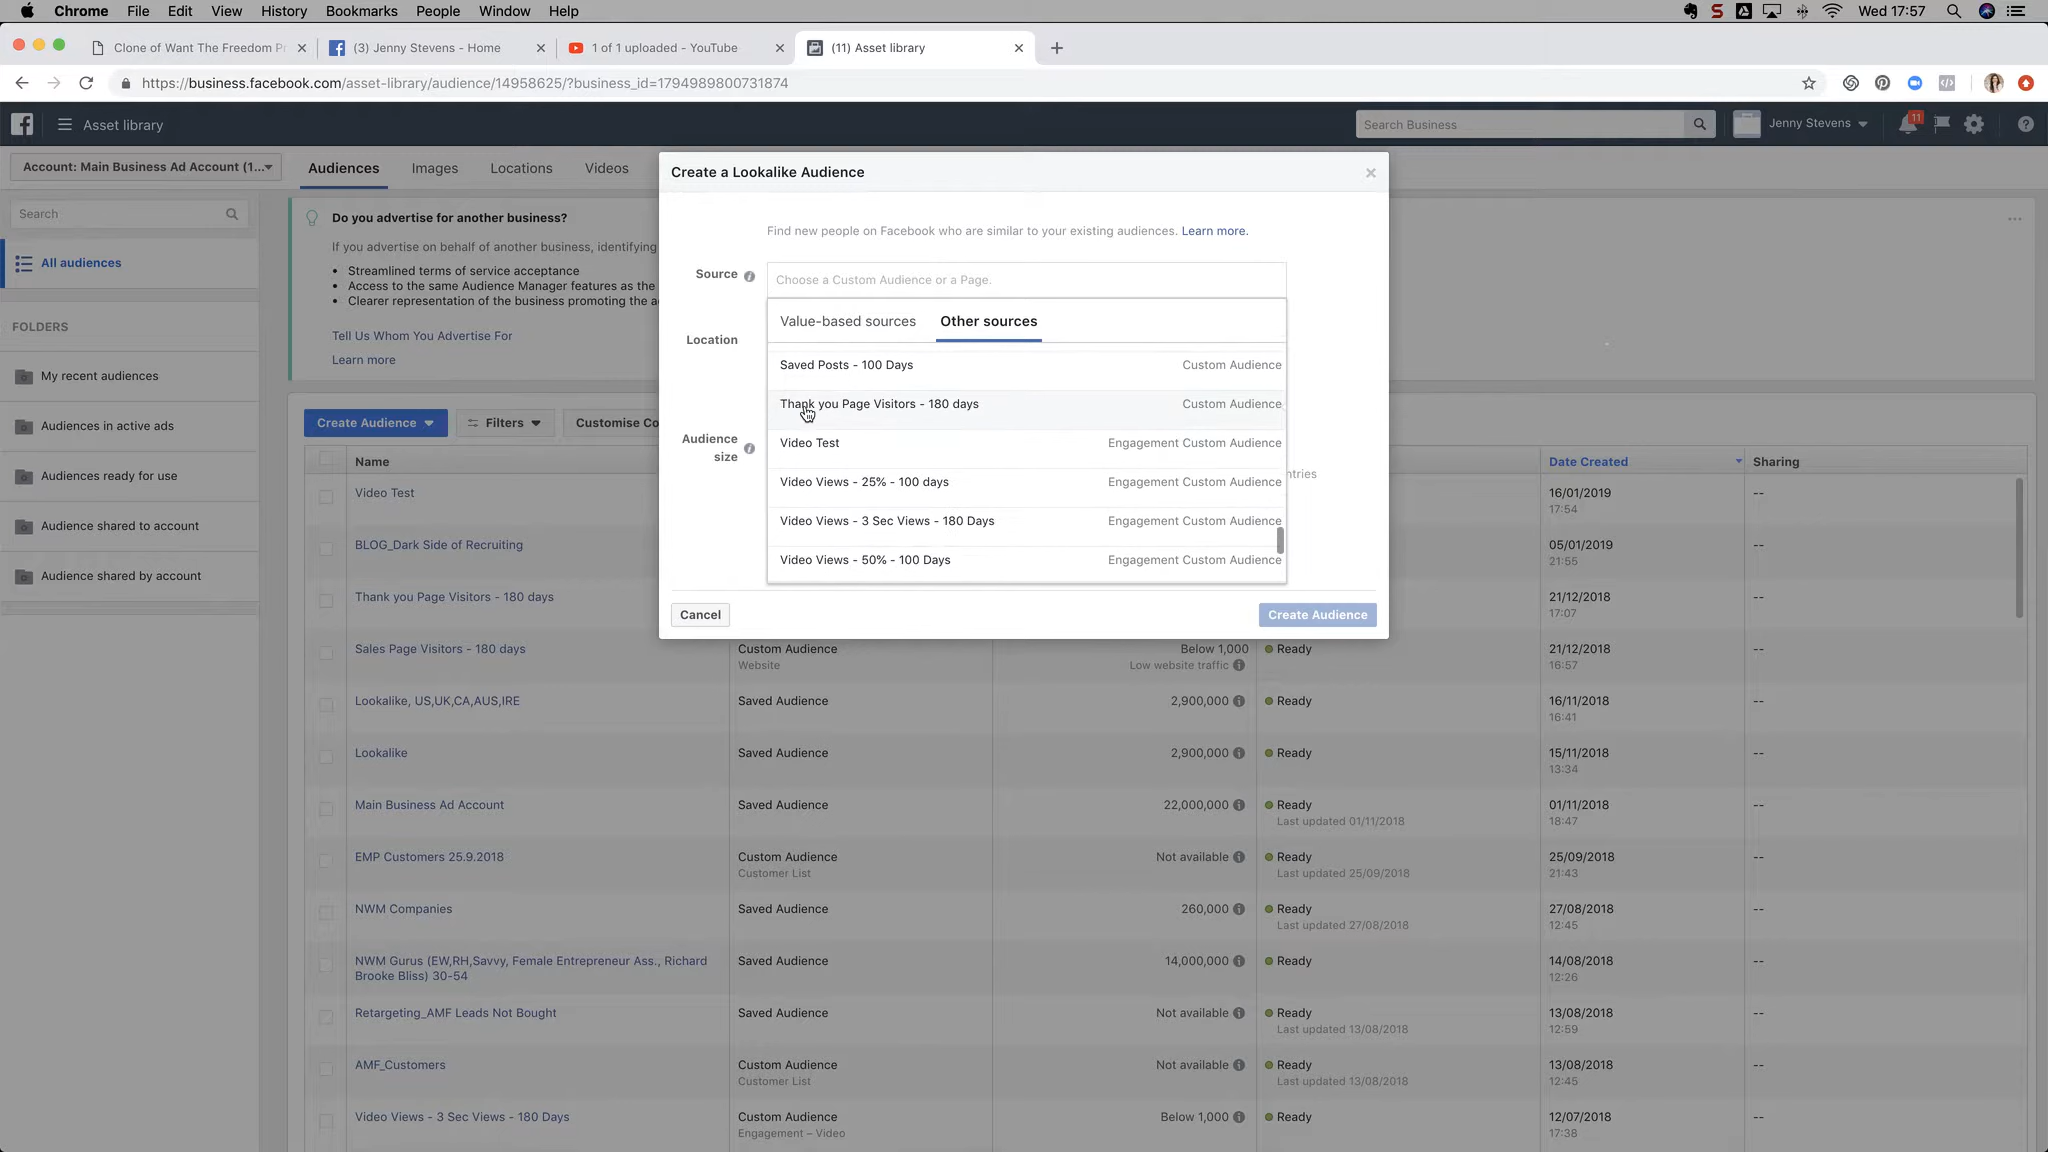 Chrome File Edit View History Bookmarks People Window Help
Wed 17:57
Clone of Want The Freedom Pr
(3) Jenny Stevens - Home
1 of 1 uploaded - YouTube
(11) Asset library
https://business.facebook.com/asset-library/audience/14958625/?business_id=1794989800731874
Asset library
Search Business
Jenny Stevens
11
Account: Main Business Ad Account (1...
Audiences Images Locations Videos
Search
All audiences
FOLDERS
My recent audiences
Audiences in active ads
Audiences ready for use
Audience shared to account
Audience shared by account
Do you advertise for another business?
If you advertise on behalf of another business, identifying
• Streamlined terms of service acceptance
• Access to the same Audience Manager features as the
• Clearer representation of the business promoting the a
Tell Us Whom You Advertise For
Learn more
Create Audience Filters Customise Co
Create a Lookalike Audience
Find new people on Facebook who are similar to your existing audiences. Learn more.
Source
Choose a Custom Audience or a Page.
Value-based sources Other sources
Location
Saved Posts - 100 Days Custom Audience
Thank you Page Visitors - 180 days Custom Audience
Video Test Engagement Custom Audience
Video Views - 25% - 100 days Engagement Custom Audience
Video Views - 3 Sec Views - 180 Days Engagement Custom Audience
Video Views - 50% - 100 Days Engagement Custom Audience
Audience
size
ntries
Cancel Create Audience
Name Date Created Sharing
Video Test 16/01/2019 --
17:54
BLOG_Dark Side of Recruiting 05/01/2019 --
21:55
Thank you Page Visitors - 180 days 21/12/2018 --
17:07
Sales Page Visitors - 180 days Custom Audience Below 1,000 Ready 21/12/2018 --
Website Low website traffic 16:57
Lookalike, US,UK,CA,AUS,IRE Saved Audience 2,900,000 Ready 16/11/2018 --
16:41
Lookalike Saved Audience 2,900,000 Ready 15/11/2018 --
13:34
Main Business Ad Account Saved Audience 22,000,000 Ready 01/11/2018 --
Last updated 01/11/2018 18:47
EMP Customers 25.9.2018 Custom Audience Not available Ready 25/09/2018 --
Customer List Last updated 25/09/2018 21:43
NWM Companies Saved Audience 260,000 Ready 27/08/2018 --
Last updated 27/08/2018 12:45
NWM Gurus (EW,RH,Savvy, Female Entrepreneur Ass., Richard Saved Audience 14,000,000 Ready 14/08/2018 --
Brooke Bliss) 30-54 12:26
Retargeting_AMF Leads Not Bought Saved Audience Not available Ready 13/08/2018 --
Last updated 13/08/2018 12:59
AMF_Customers Custom Audience Not available Ready 13/08/2018 --
Customer List Last updated 13/08/2018 12:45
Video Views - 3 Sec Views - 180 Days Custom Audience Below 1,000 Ready 12/07/2018 --
Engagement – Video 17:38